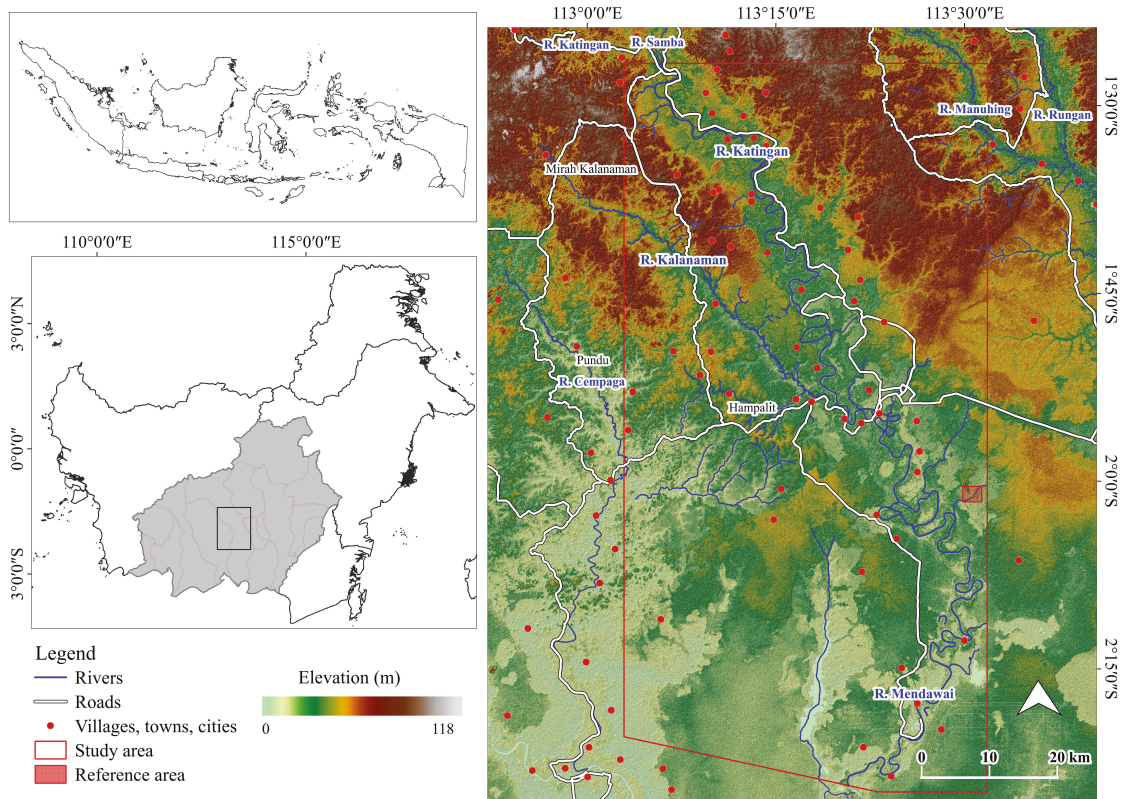 110°0′0″E
115°0′0″E
3°0′0″N
0°0′0″
3°0′0″S
Legend
Rivers
Roads
Villages, towns, cities
Study area
Reference area
Elevation (m)
0
118
113°0′0″E
113°15′0″E
113°30′0″E
R. Katingan
R. Samba
R. Manuhing
R. Rungan
R. Katingan
Mirah Kalanaman
R. Kalanaman
Pundu
R. Cempaga
Hampalit
R. Mendawai
1°30′0″S
1°45′0″S
2°0′0″S
2°15′0″S
0
10
20 km